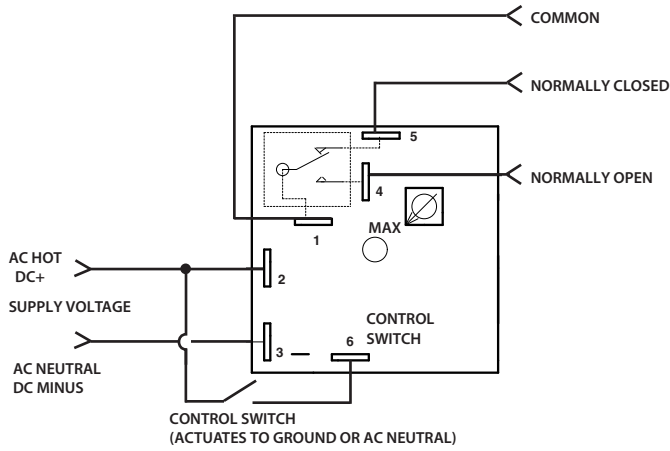 COMMON
NORMALLY CLOSED
5
NORMALLY OPEN
4
MAX
1
AC HOT
DC+
2
SUPPLY VOLTAGE
CONTROL
SWITCH
6
3
AC NEUTRAL
DC MINUS
CONTROL SWITCH
(ACTUATES TO GROUND OR AC NEUTRAL)